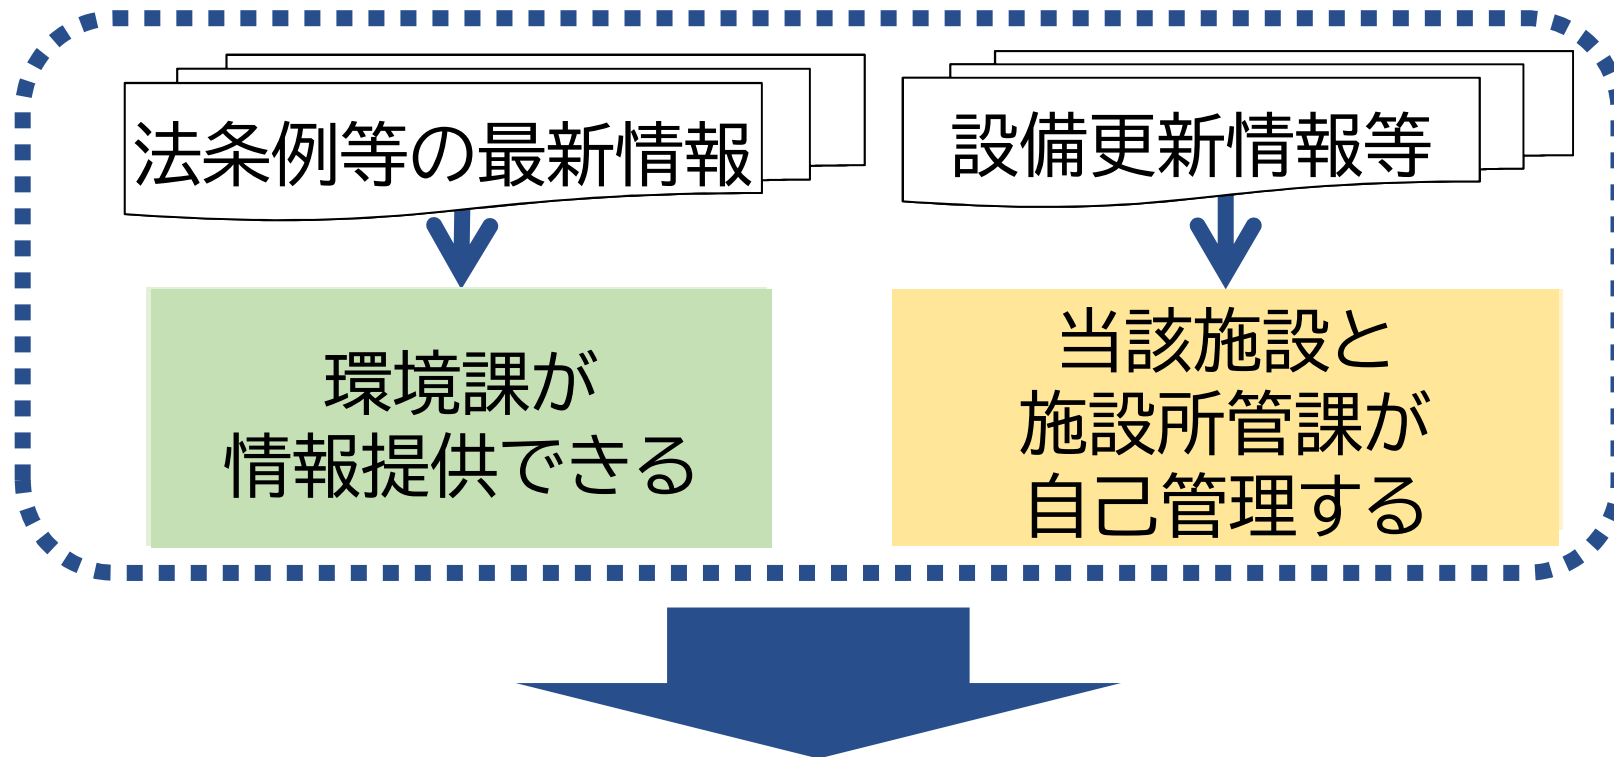 法条例等の最新情報
設備更新情報等
環境課が
情報提供できる
当該施設と
施設所管課が
自己管理する